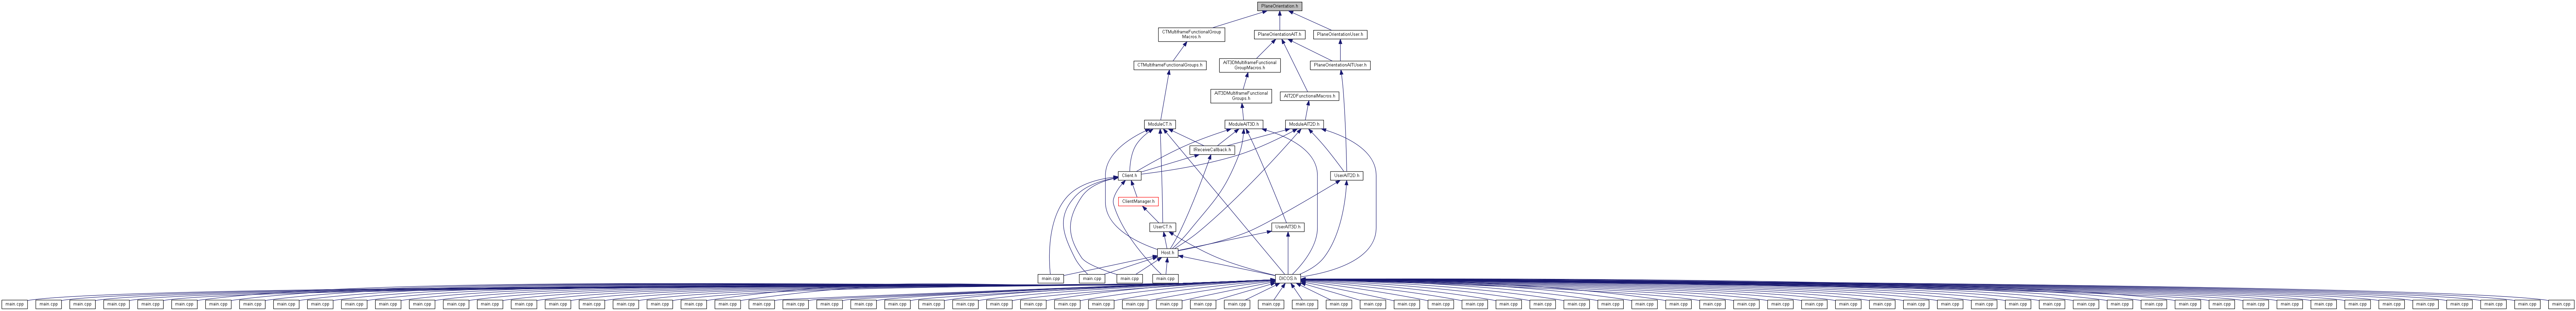 PlaneOrientation.h
CTMultiframeFunctionalGroup
Macros.h
PlaneOrientationAIT.h
PlaneOrientationUser.h
CTMultiframeFunctionalGroups.h
AIT3DMultiframeFunctional
GroupMacros.h
PlaneOrientationAITUser.h
AIT3DMultiframeFunctional
Groups.h
AIT2DFunctionalMacros.h
ModuleCT.h
ModuleAIT3D.h
ModuleAIT2D.h
IReceiveCallback.h
Client.h
UserAIT2D.h
ClientManager.h
UserCT.h
UserAIT3D.h
Host.h
main.cpp main.cpp main.cpp main.cpp DICOS.h
main.cpp main.cpp main.cpp main.cpp main.cpp main.cpp main.cpp main.cpp main.cpp main.cpp main.cpp main.cpp main.cpp main.cpp main.cpp main.cpp main.cpp main.cpp main.cpp main.cpp main.cpp main.cpp main.cpp main.cpp main.cpp main.cpp main.cpp main.cpp main.cpp main.cpp main.cpp main.cpp main.cpp main.cpp main.cpp main.cpp main.cpp main.cpp main.cpp main.cpp main.cpp main.cpp main.cpp main.cpp main.cpp main.cpp main.cpp main.cpp main.cpp main.cpp main.cpp main.cpp main.cpp main.cpp main.cpp main.cpp main.cpp main.cpp main.cpp main.cpp main.cpp main.cpp main.cpp main.cpp main.cpp main.cpp main.cpp main.cpp main.cpp main.cpp main.cpp main.cpp main.cpp main.cpp main.cpp main.cpp